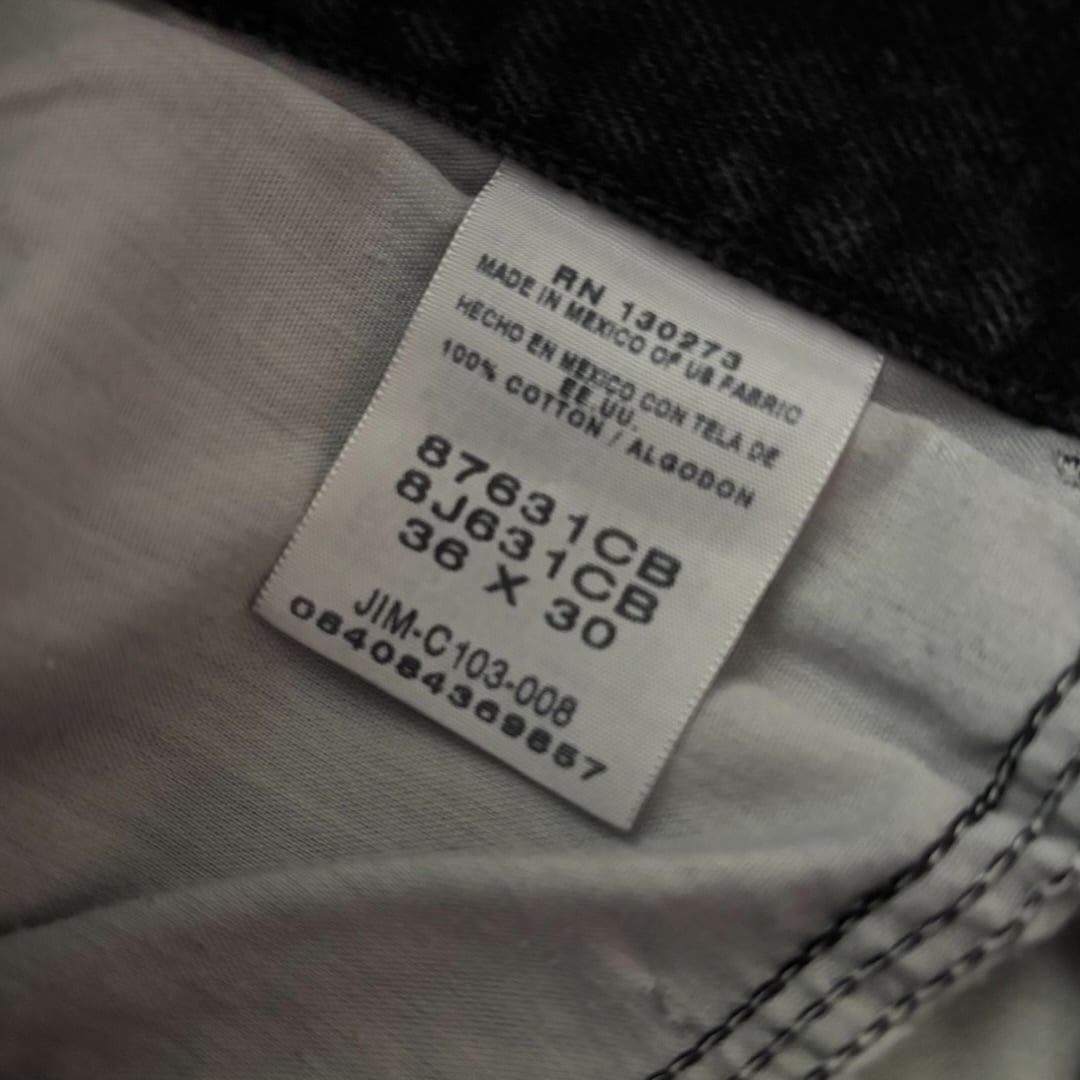 RN 130273
MADE IN MEXICO OF US FABRIC
HECHO EN MEXICO CON TELA DE
EE.UU.
100% COTTON / ALGODON
87631CB
8J631CB
36 X 30
JIM-C103-008
084084369857